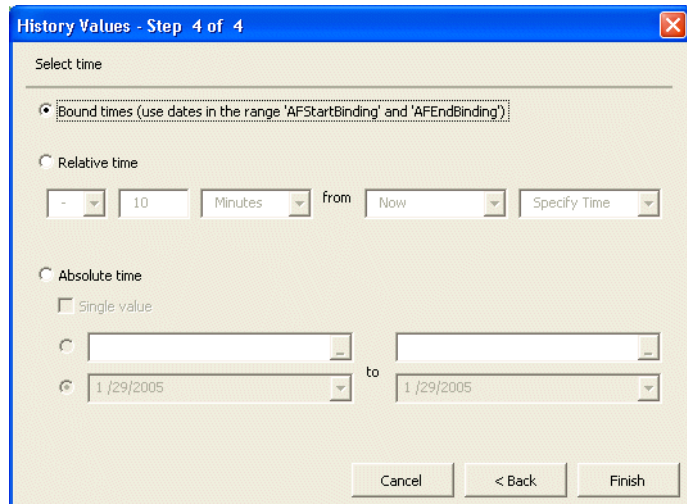 History Values - Step 4 of 4
Select time
Bound times (use dates in the range 'AFStartBinding' and 'AFEndBinding')
Relative time
- 10 Minutes from Now Specify Time
Absolute time
Single value
... ...
to
1 /29/2005 1 /29/2005
Cancel < Back Finish